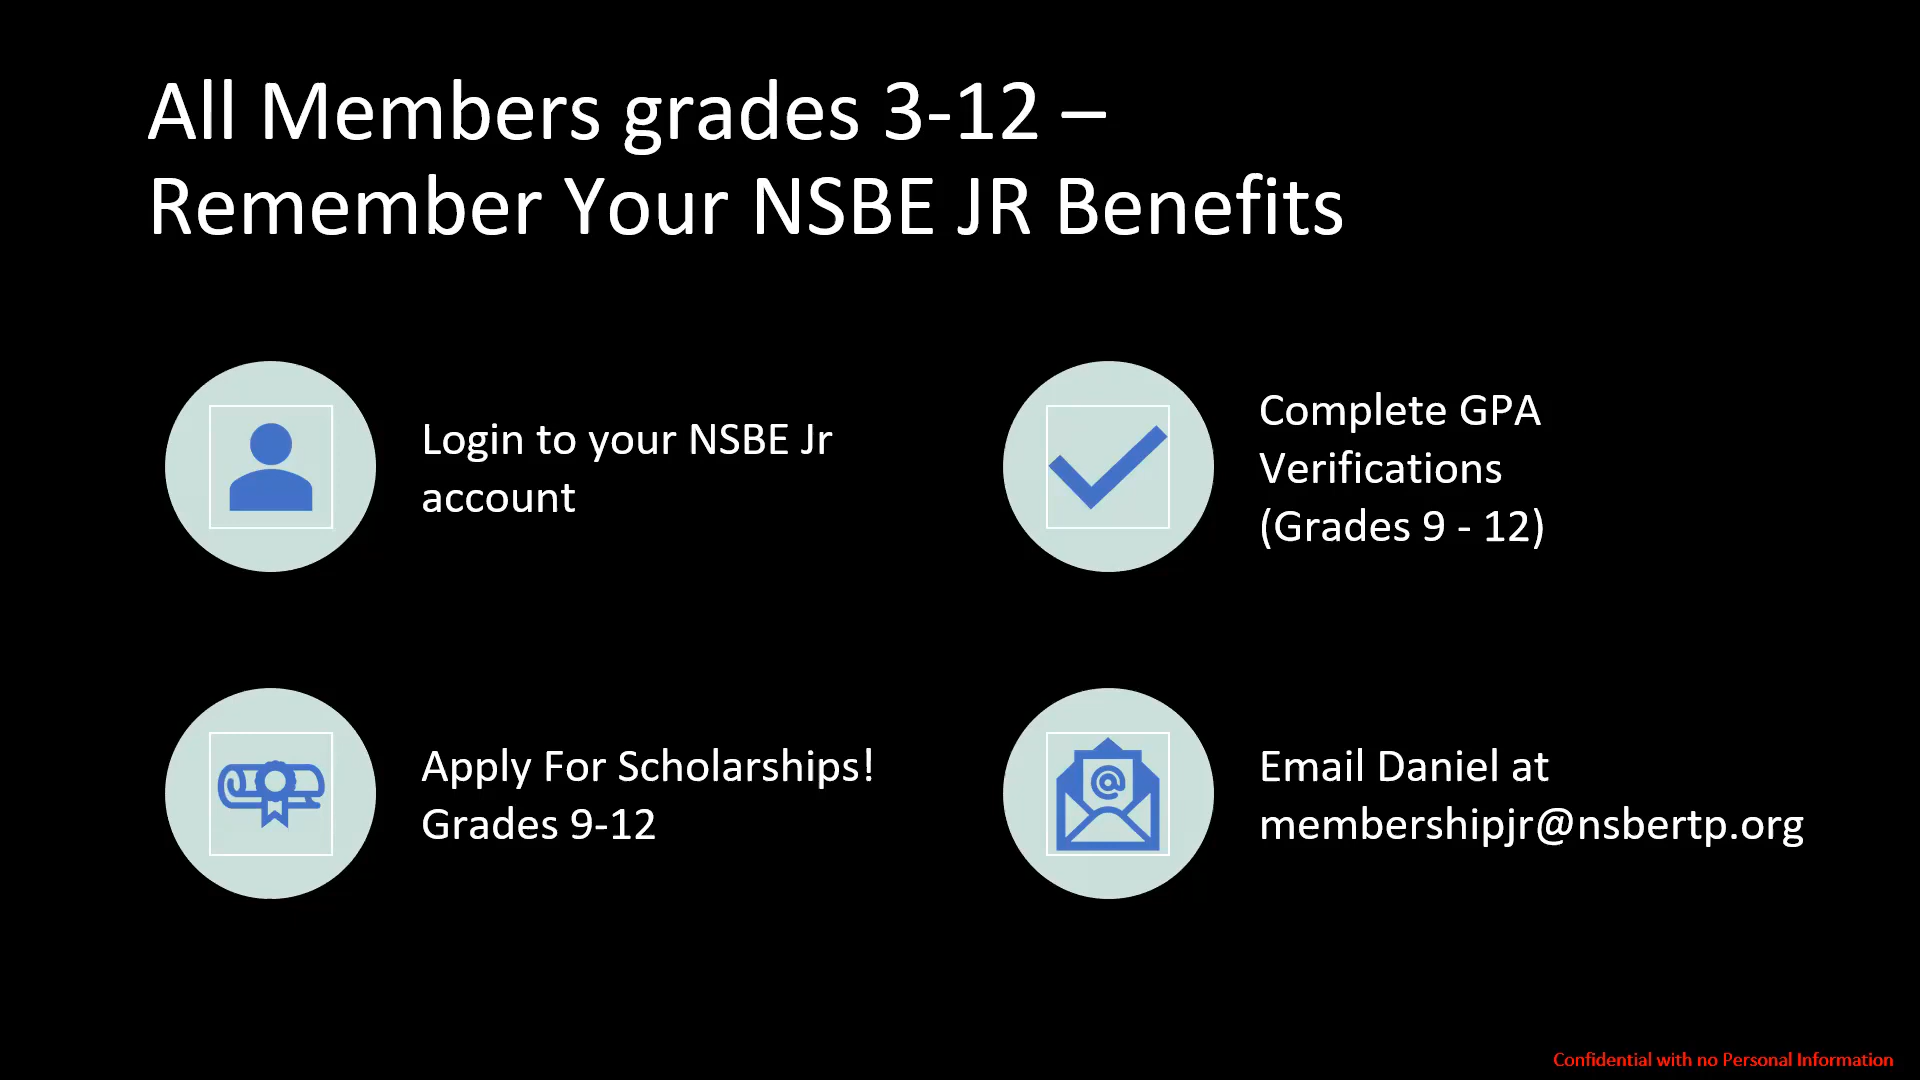 All Members grades 3-12 –
Remember Your NSBE JR Benefits
Login to your NSBE Jr
account
Complete GPA
Verifications
(Grades 9 - 12)
Apply For Scholarships!
Grades 9-12
Email Daniel at
membershipjr@nsbertp.org
Confidential with no Personal Information